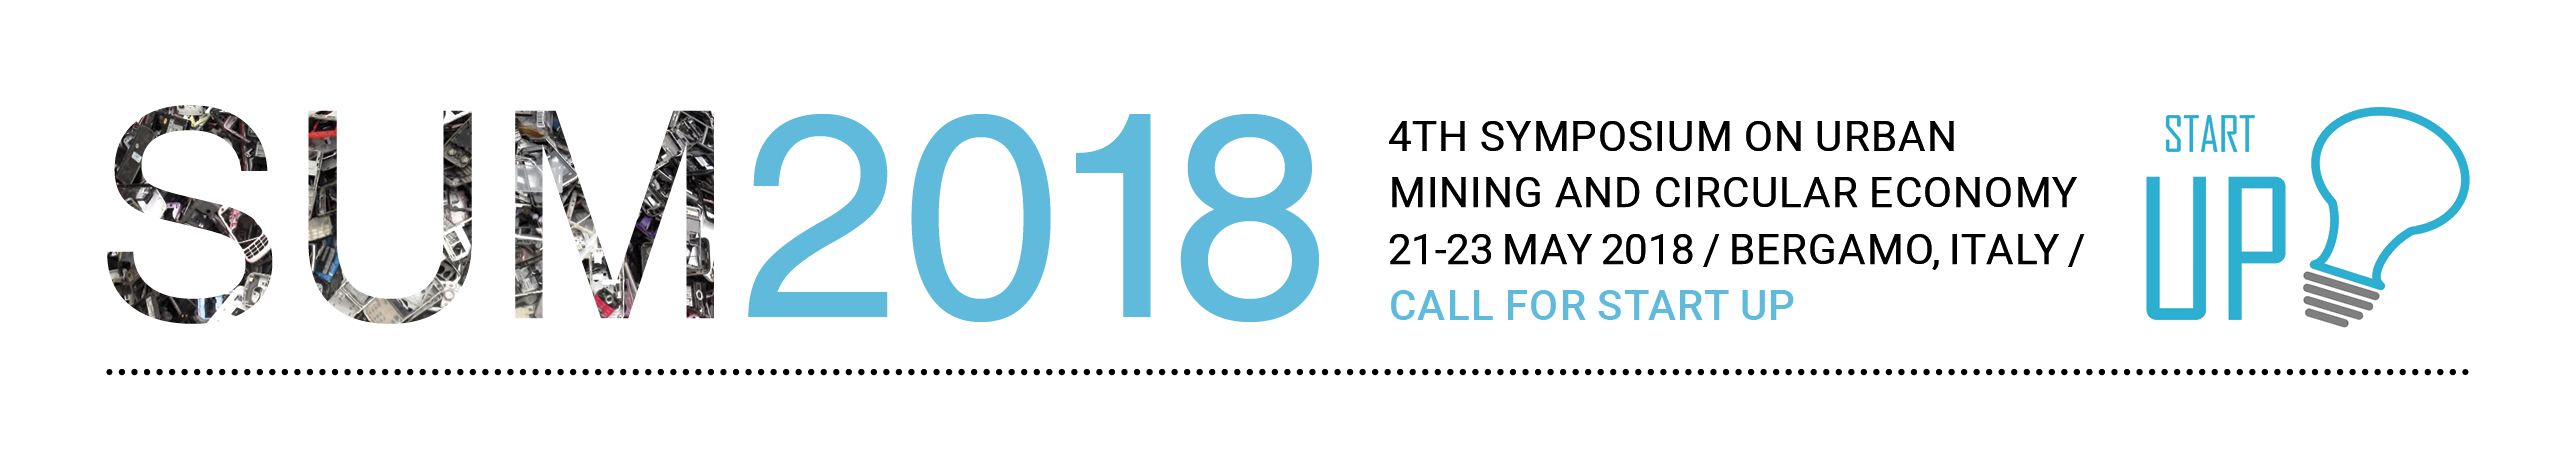 SUM2018
4TH SYMPOSIUM ON URBAN
MINING AND CIRCULAR ECONOMY
21-23 MAY 2018 / BERGAMO, ITALY /
CALL FOR START UP
START
UP